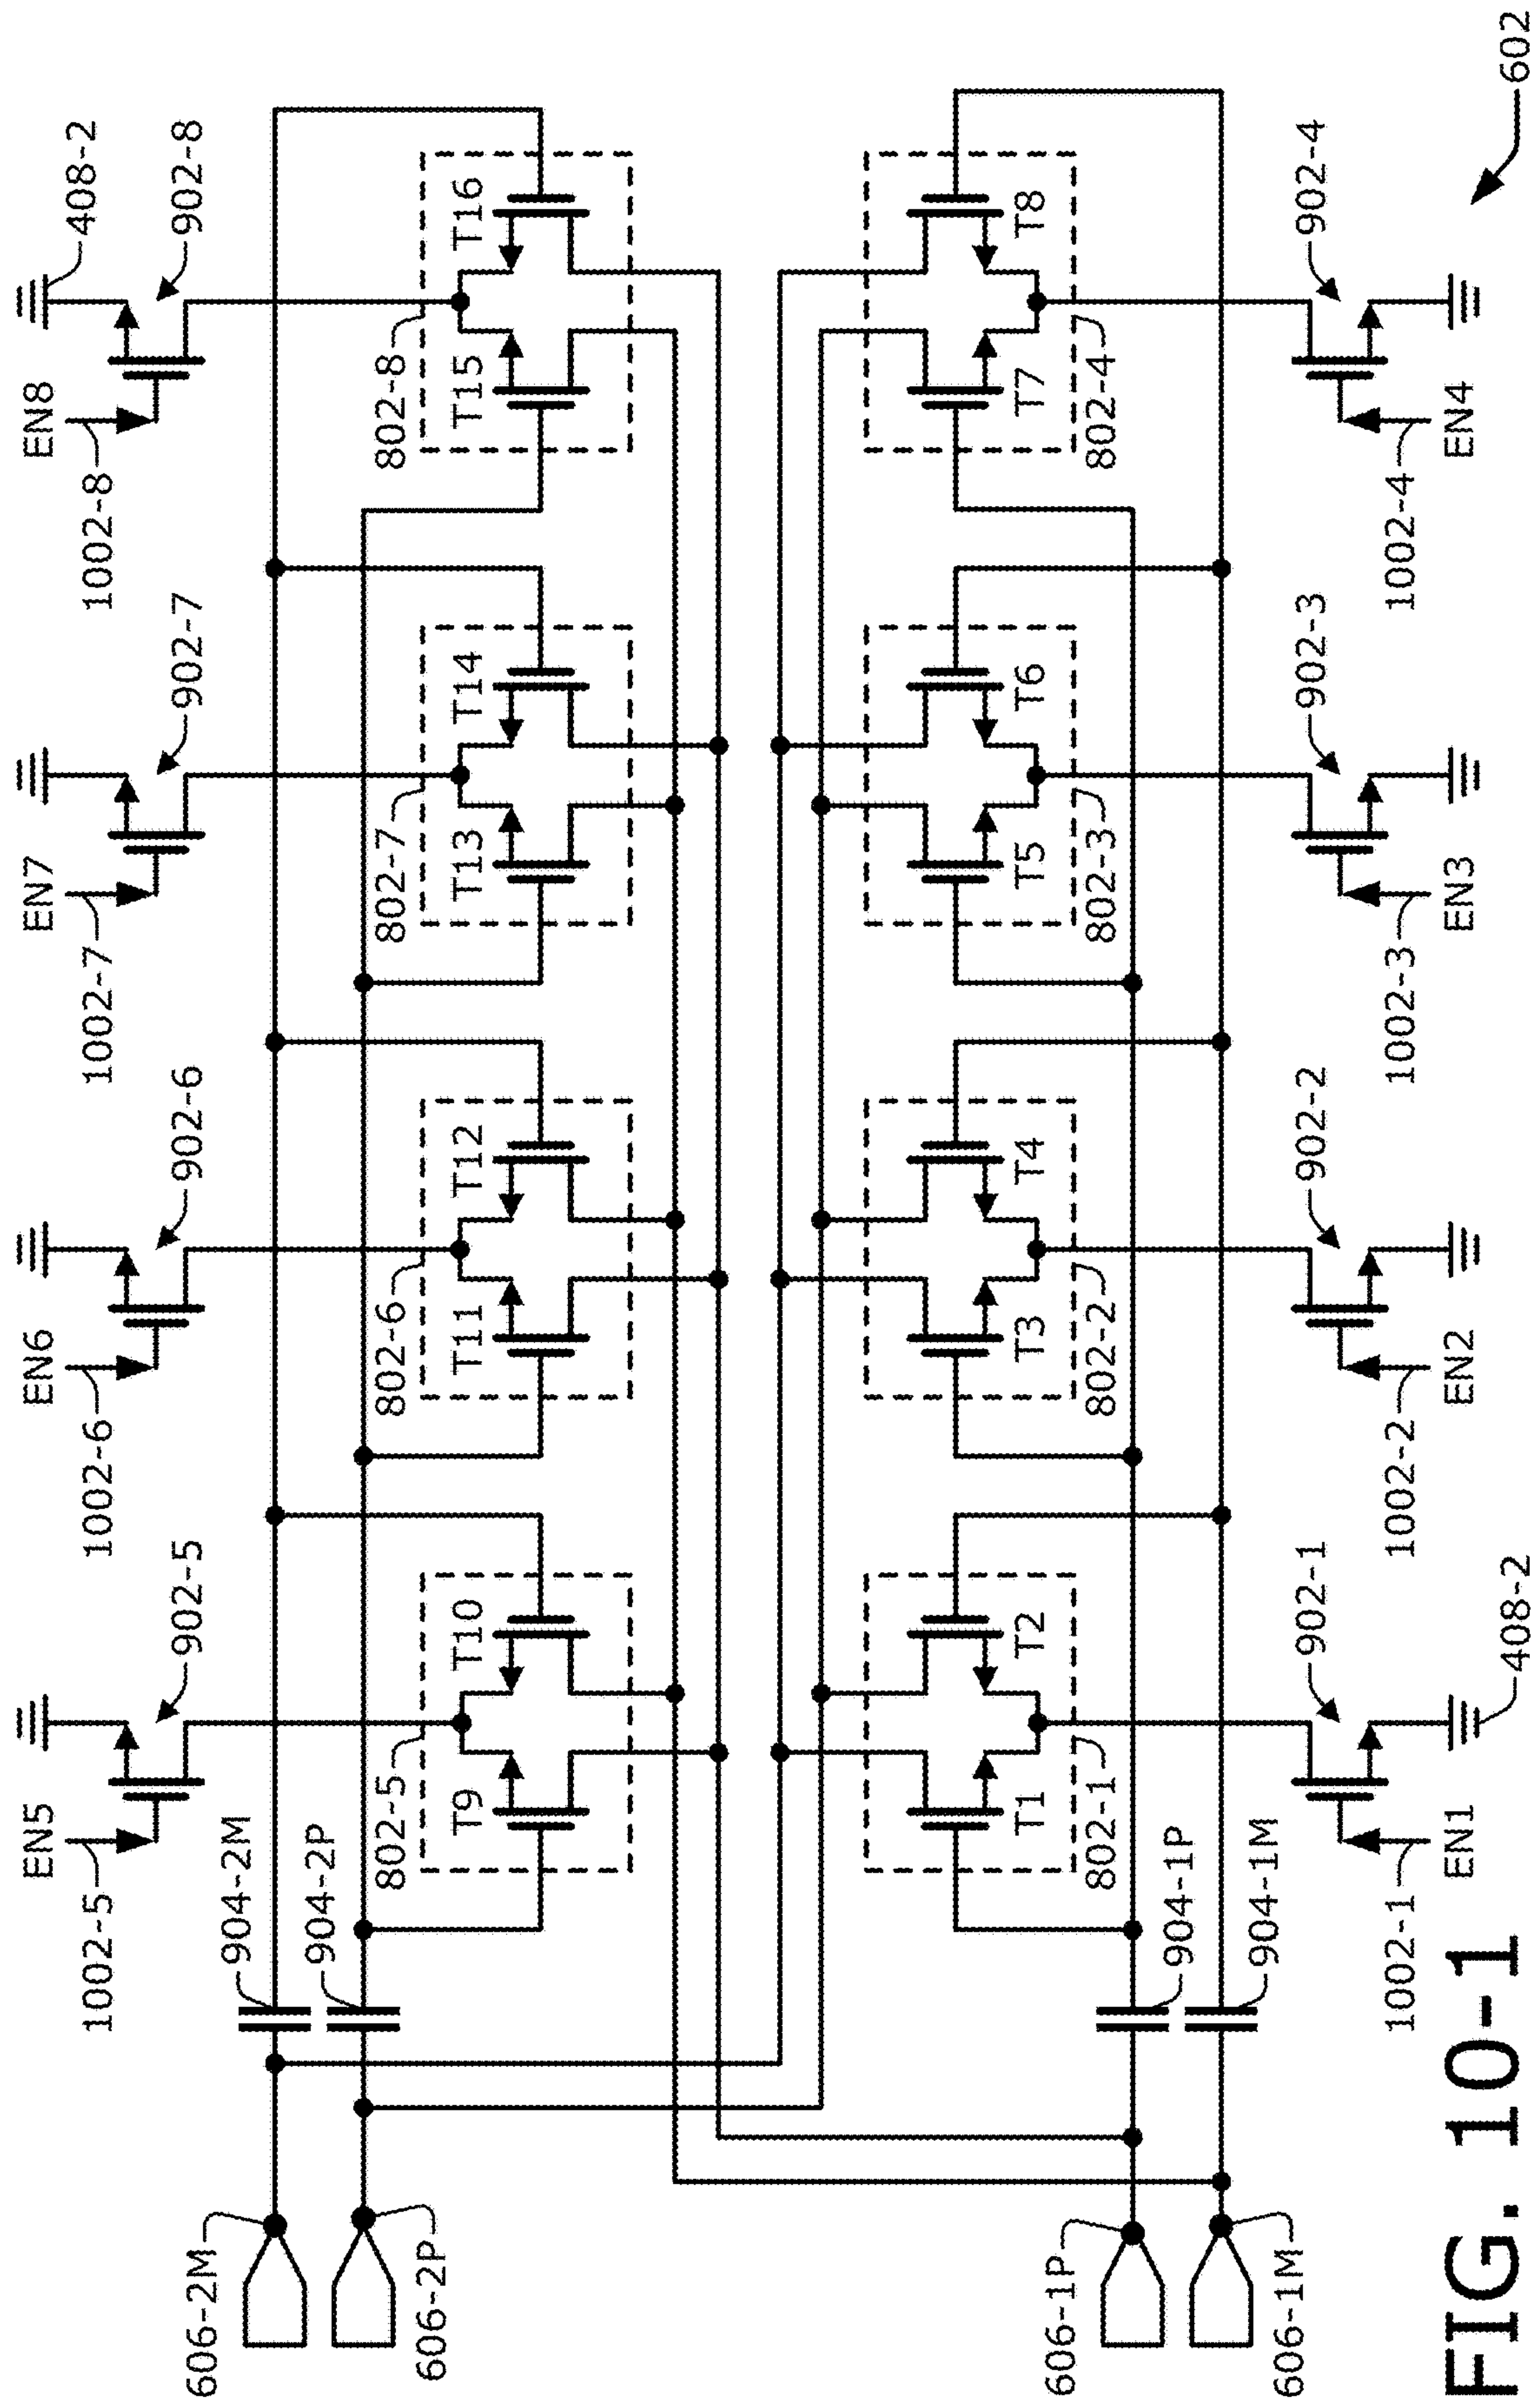 EN5 EN6 EN7 EN8
408-2
1002-5 1002-6 1002-7 1002-8
902-5 902-6 902-7 902-8
606-2M
904-2M
904-2P
802-5 802-6 802-7 802-8
606-2P
T9 T10 T11 T12 T13 T14 T15 T16
T1 T2 T3 T4 T5 T6 T7 T8
606-1P
802-1 802-2 802-3 802-4
904-1P
904-1M
606-1M
902-1 902-2 902-3 902-4
1002-1 1002-2 1002-3 1002-4
EN1 EN2 EN3 EN4
408-2
602
FIG. 10-1